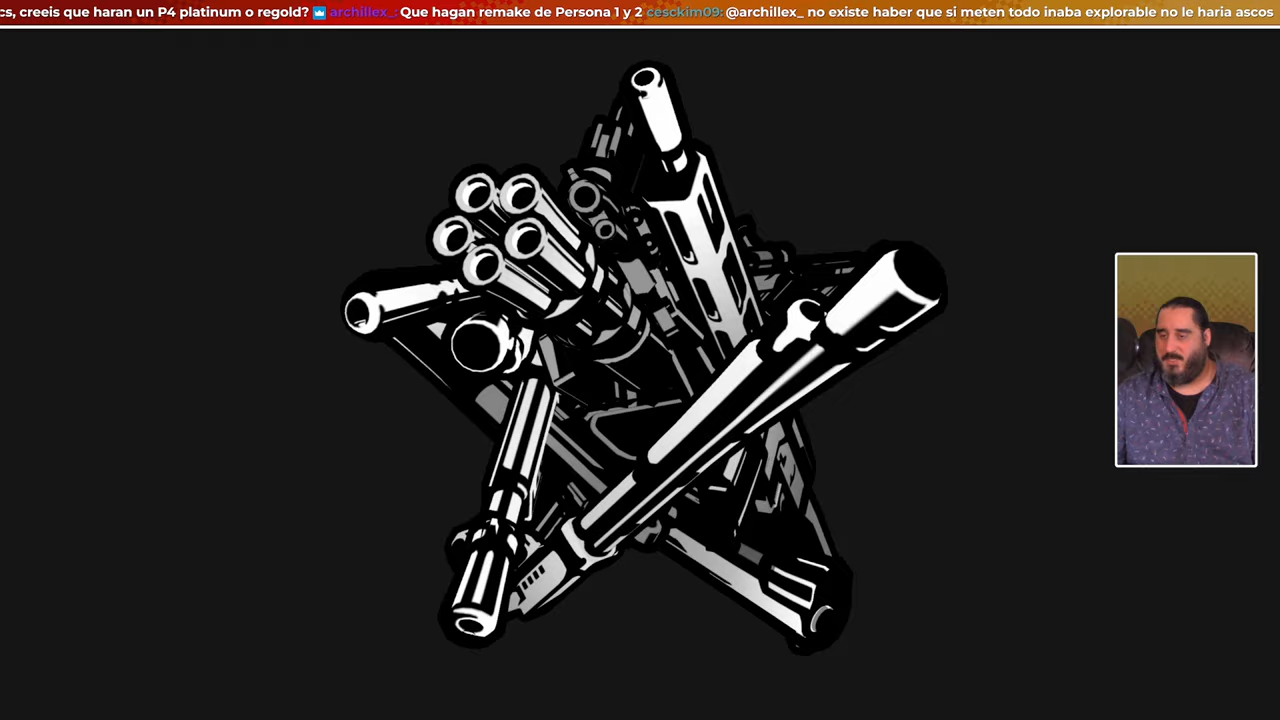 cs, creeis que haran un P4 platinum o regold? archillex_: Que hagan remake de Persona 1 y 2 cesckim09: @archillex_ no existe haber que si meten todo inaba explorable no le haria ascos